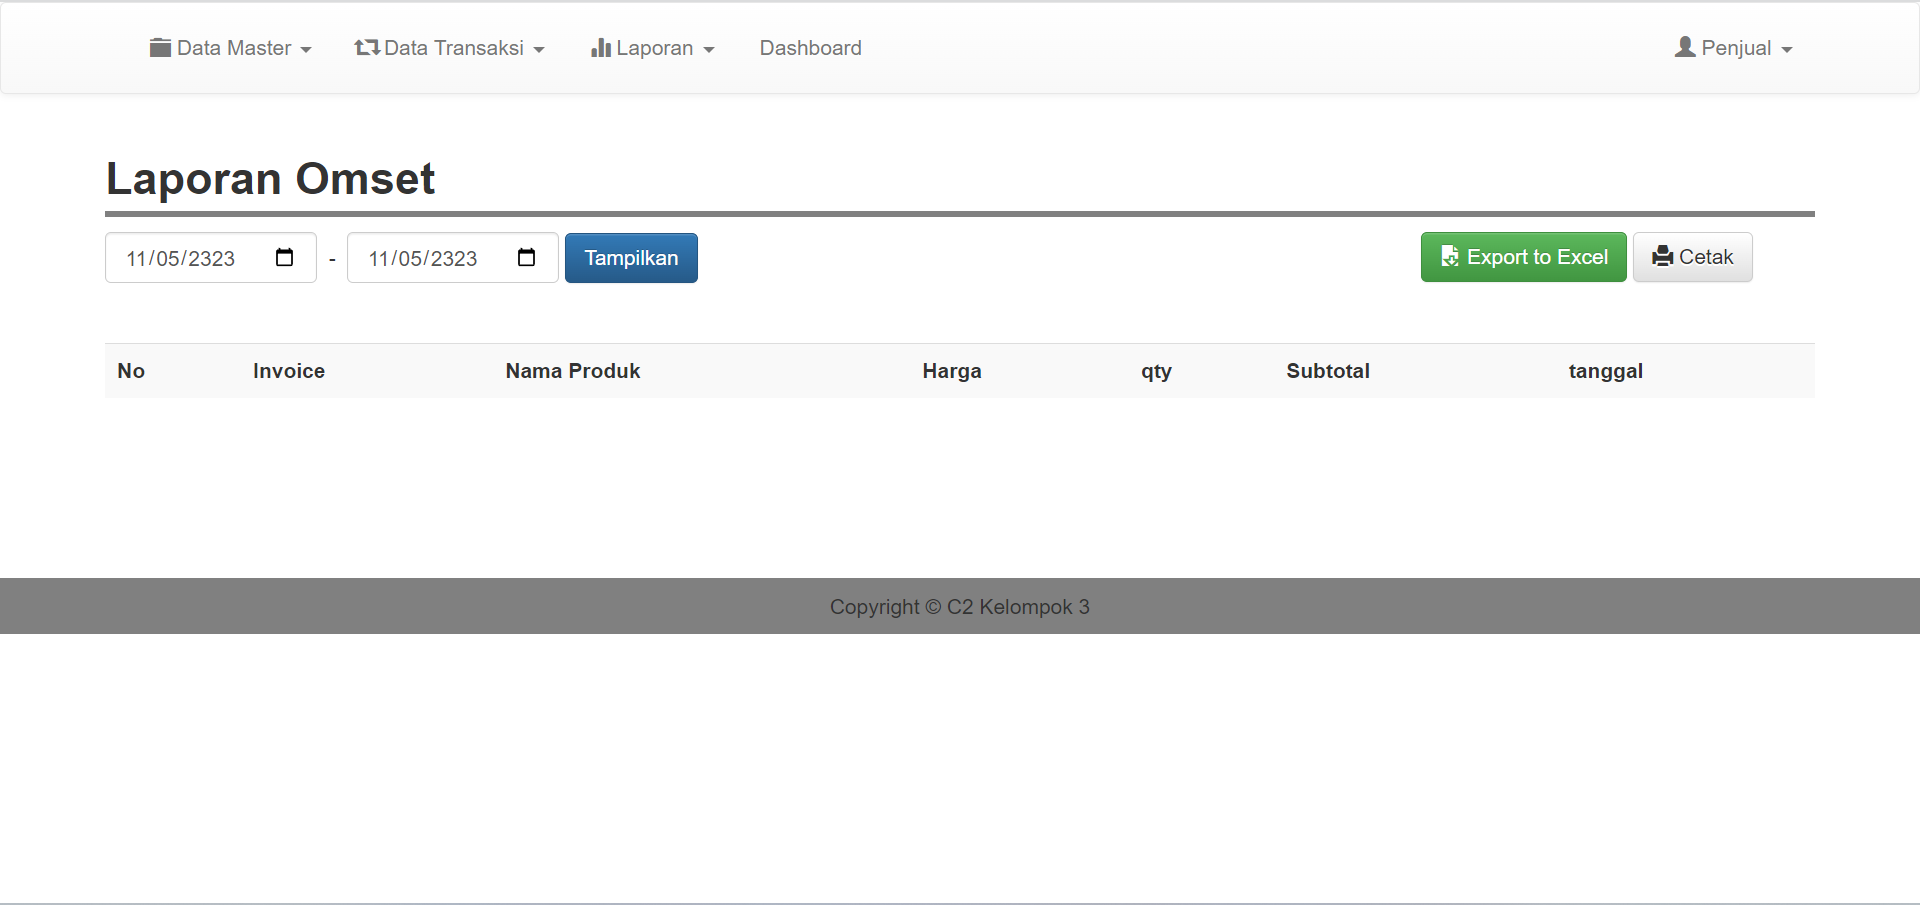 Data Master Data Transaksi Laporan Dashboard Penjual
Laporan Omset
11/05/2323 - 11/05/2323 Tampilkan Export to Excel Cetak
No Invoice Nama Produk Harga qty Subtotal tanggal
Copyright © C2 Kelompok 3